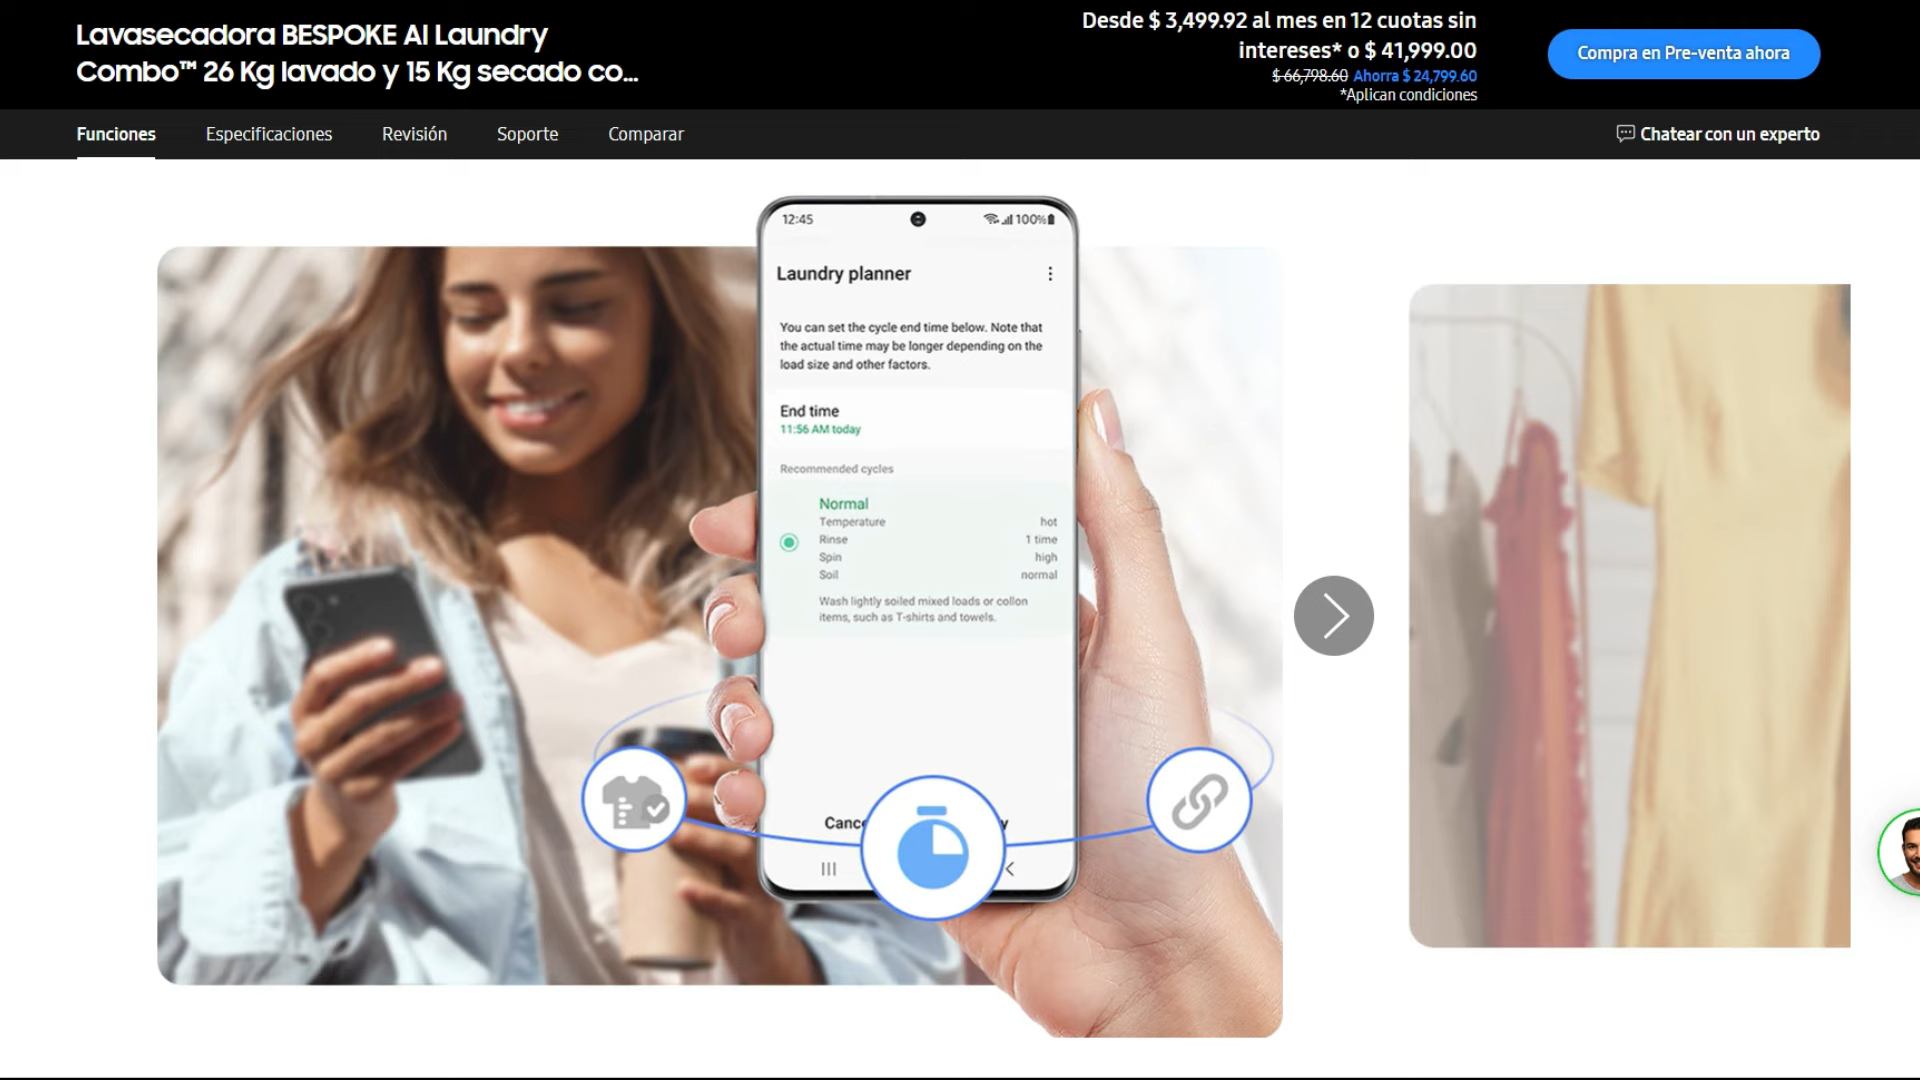 Lavasecadora BESPOKE AI Laundry
Combo™ 26 Kg lavado y 15 Kg secado co...
Desde $ 3,499.92 al mes en 12 cuotas sin
intereses* o $ 41,999.00
$ 66,798.60 Ahorra $ 24,799.60
*Aplican condiciones
Compra en Pre-venta ahora
Funciones
Especificaciones
Revisión
Soporte
Comparar
Chatear con un experto
12:45
100%
Laundry planner
You can set the cycle end time below. Note that
the actual time may be longer depending on the
load size and other factors.
End time
11:56 AM today
Recommended cycles
Normal
Temperature hot
Rinse 1 time
Spin high
Soil normal
Wash lightly soiled mixed loads or collon
items, such as T-shirts and towels.